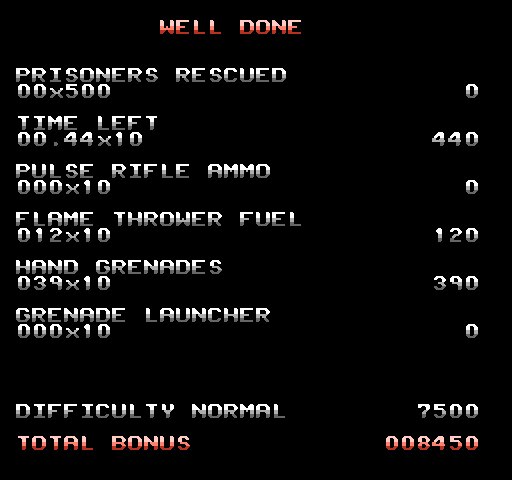 WELL DONE
PRISONERS RESCUED
00x500 0
TIME LEFT
00.44x10 440
PULSE RIFLE AMMO
000x10 0
FLAME THROWER FUEL
012x10 120
HAND GRENADES
039x10 390
GRENADE LAUNCHER
000x10 0
DIFFICULTY NORMAL 7500
TOTAL BONUS 008450